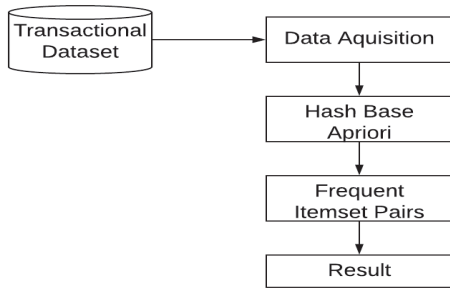 Transactional
Dataset
Data Aquisition
Hash Base
Apriori
Frequent
Itemset Pairs
Result